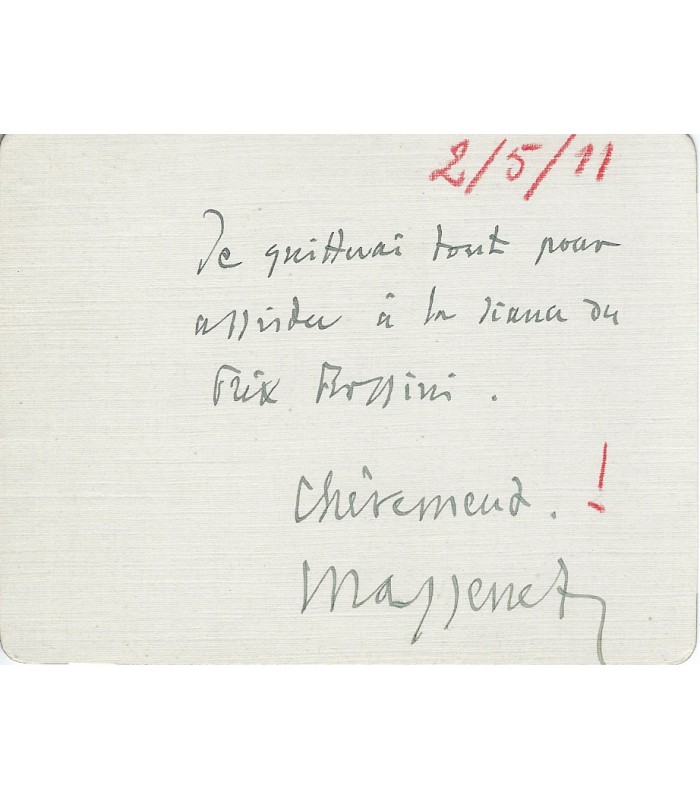 2/5/11
Je quitterai tout pour
assister à la séance du
Prix Rossini.
Chèrement. !
Massenet